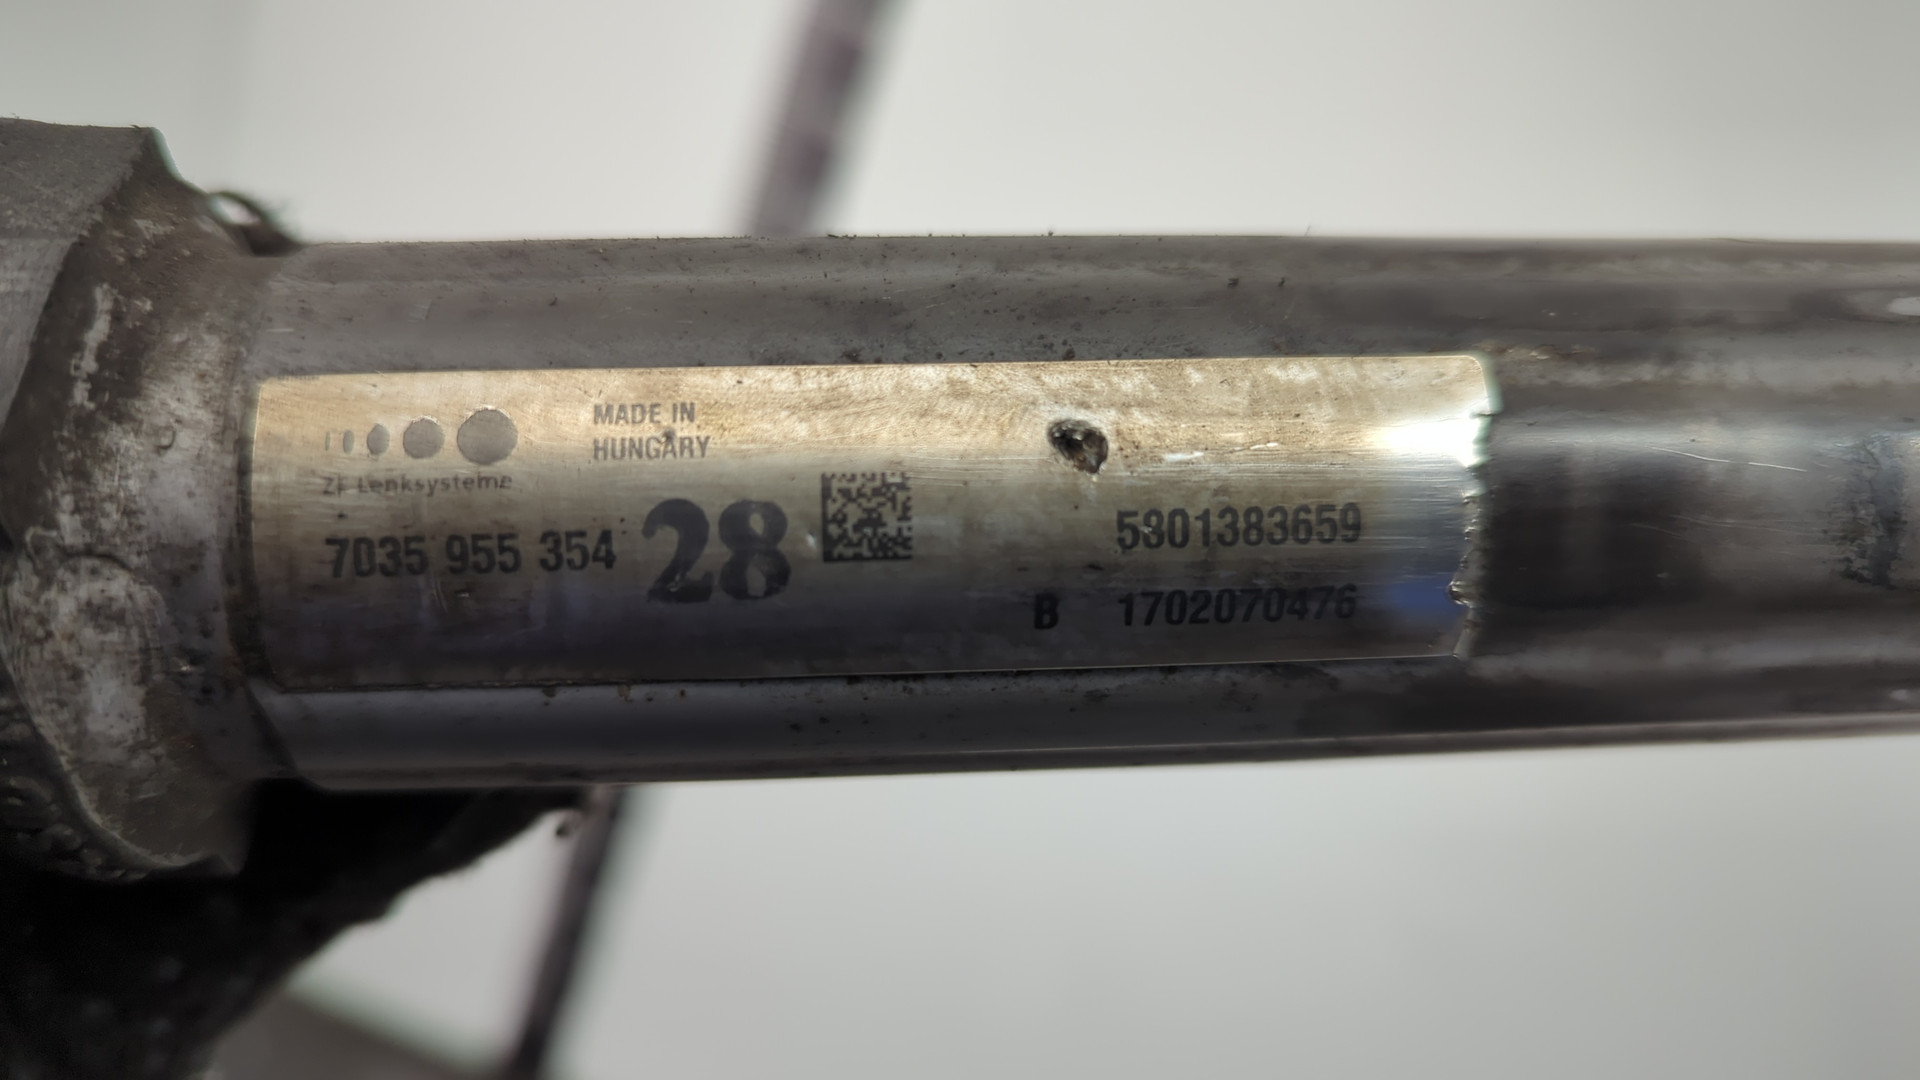 MADE IN
HUNGARY
ZF Lenksysteme
7035 955 354 28
5801383659
B 1702070476